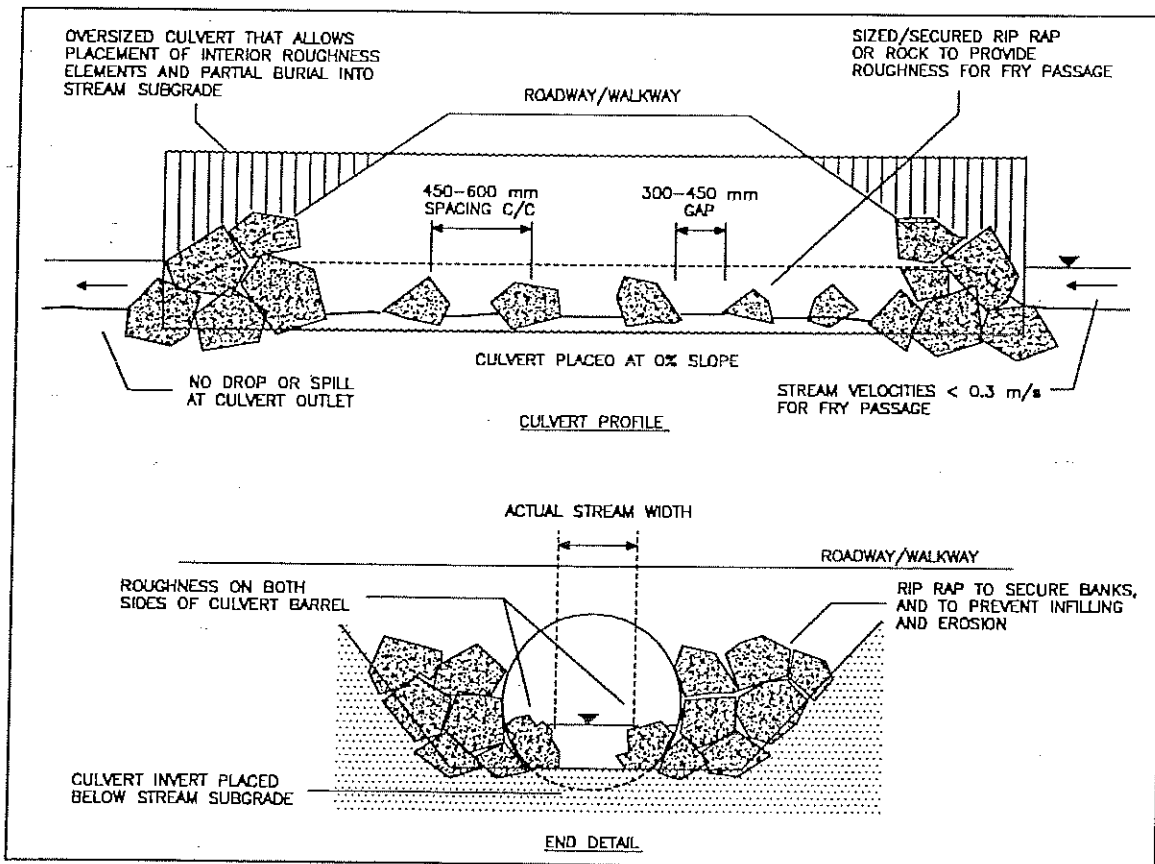 OVERSIZED CULVERT THAT ALLOWS
PLACEMENT OF INTERIOR ROUGHNESS
ELEMENTS AND PARTIAL BURIAL INTO
STREAM SUBGRADE
SIZED/SECURED RIP RAP
OR ROCK TO PROVIDE
ROUGHNESS FOR FRY PASSAGE
ROADWAY/WALKWAY
450-600 mm
SPACING C/C
300-450 mm
GAP
CULVERT PLACED AT 0% SLOPE
NO DROP OR SPILL
AT CULVERT OUTLET
STREAM VELOCITIES < 0.3 m/s
FOR FRY PASSAGE
CULVERT PROFILE
ACTUAL STREAM WIDTH
ROADWAY/WALKWAY
ROUGHNESS ON BOTH
SIDES OF CULVERT BARREL
RIP RAP TO SECURE BANKS,
AND TO PREVENT INFILLING
AND EROSION
CULVERT INVERT PLACED
BELOW STREAM SUBGRADE
END DETAIL